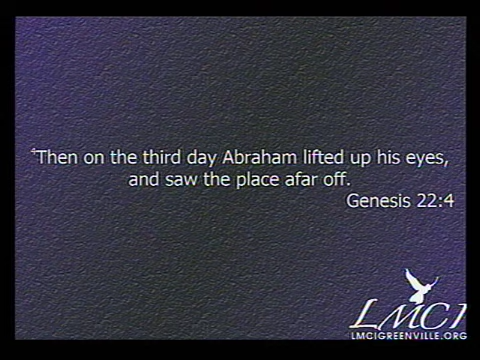 4Then on the third day Abraham lifted up his eyes,
and saw the place afar off.
Genesis 22:4
LMCI
LMCIGREENVILLE.ORG